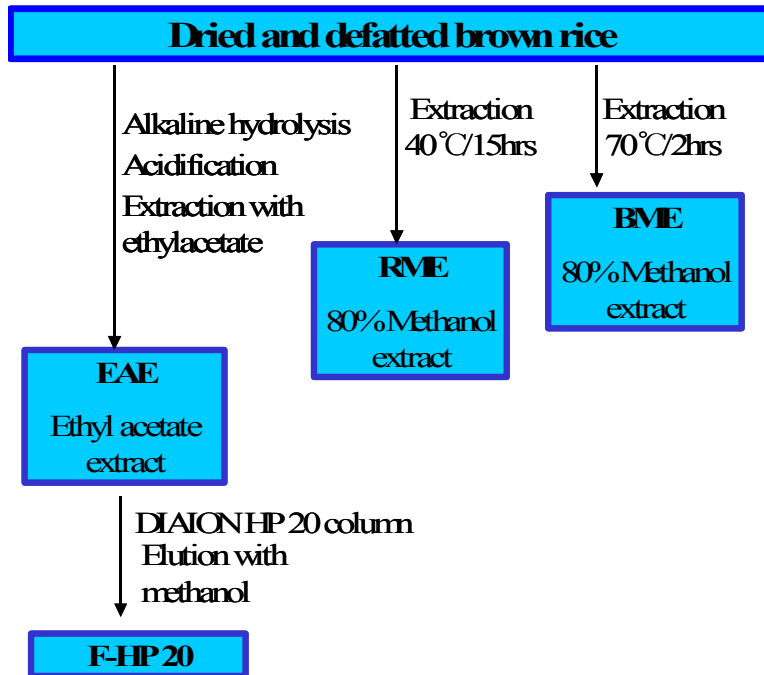 Dried and defatted brown rice
Alkaline hydrolysis
Acidification
Extraction with
ethylacetate
Extraction
40°C/15hrs
Extraction
70°C/2hrs
BME
80% Methanol
extract
RME
80% Methanol
extract
EAE
Ethyl acetate
extract
DIAION HP 20 column
Elution with
methanol
F-HP 20